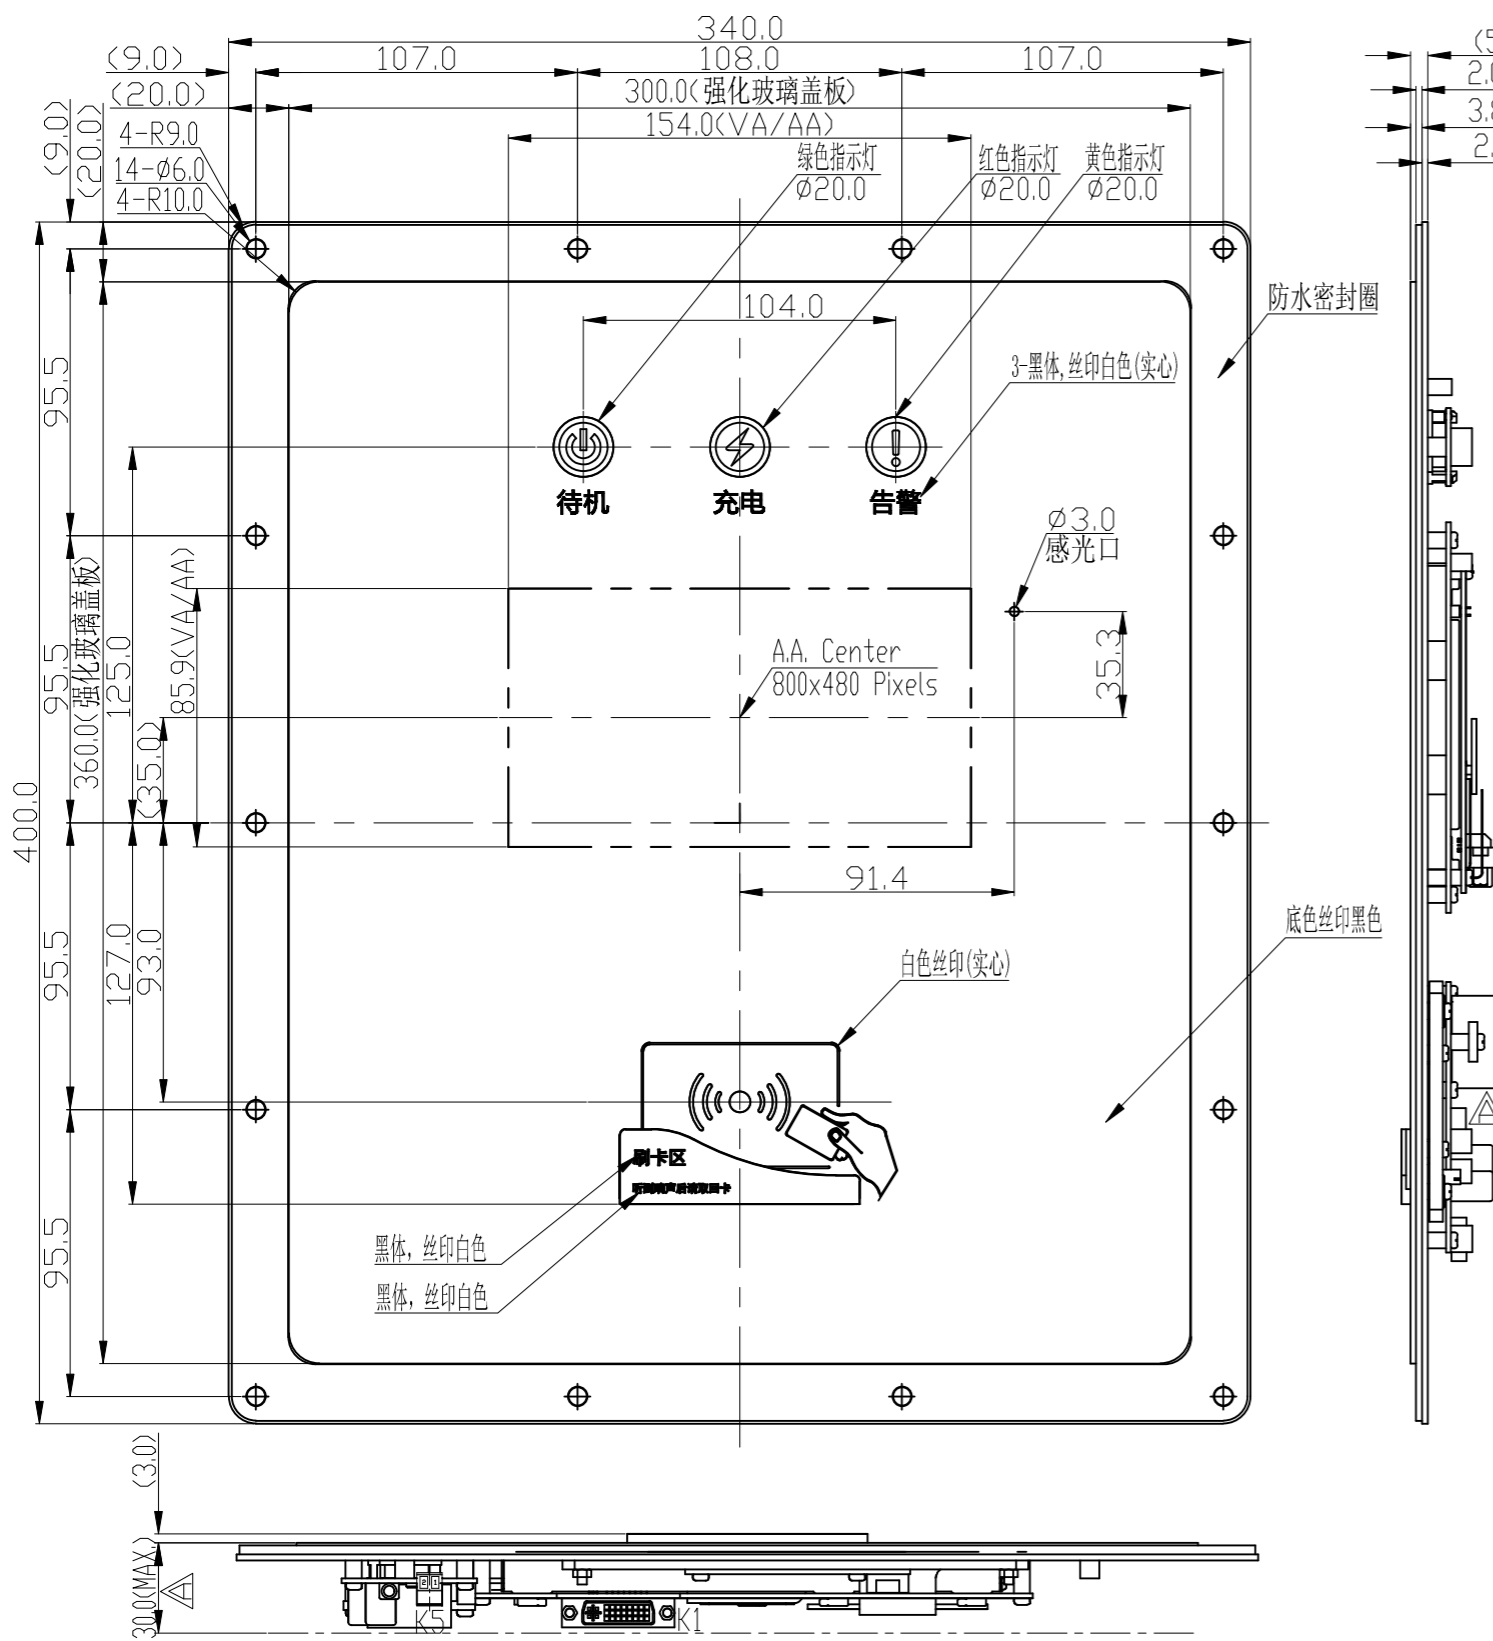 340.0
(9.0)
107.0
108.0
107.0
(20.0)
300.0(强化玻璃盖板)
154.0(VA/AA)
(9.0)
(20.0)
4-R9.0
14-Ø6.0
4-R10.0
绿色指示灯
Ø20.0
红色指示灯
Ø20.0
黄色指示灯
Ø20.0
2.0
104.0
防水密封圈
3-黑体,丝印白色(实心)
待机
充电
告警
Ø3.0
感光口
95.5
95.5
360.0(强化玻璃盖板)
125.0
(35.0)
85.9(VA/AA)
A.A. Center
800x480 Pixels
35.3
400.0
91.4
95.5
127.0
93.0
底色丝印黑色
白色丝印(实心)
刷卡区
黑体, 丝印白色
黑体, 丝印白色
95.5
A
(3.0)
30.0(MAX.)
A
2 1
K5
K1